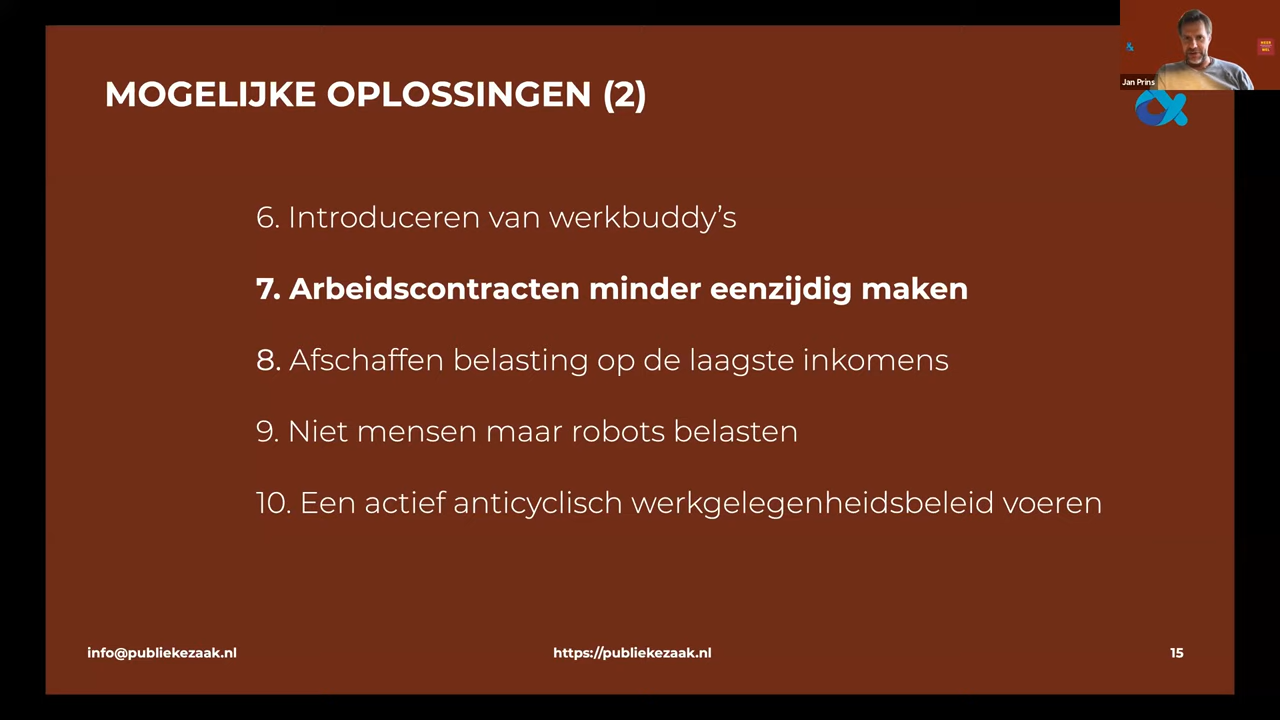 MOGELIJKE OPLOSSINGEN (2)
Jan Prins
6. Introduceren van werkbuddy’s
7. Arbeidscontracten minder eenzijdig maken
8. Afschaffen belasting op de laagste inkomens
9. Niet mensen maar robots belasten
10. Een actief anticyclisch werkgelegenheidsbeleid voeren
info@publiekezaak.nl
https://publiekezaak.nl
15